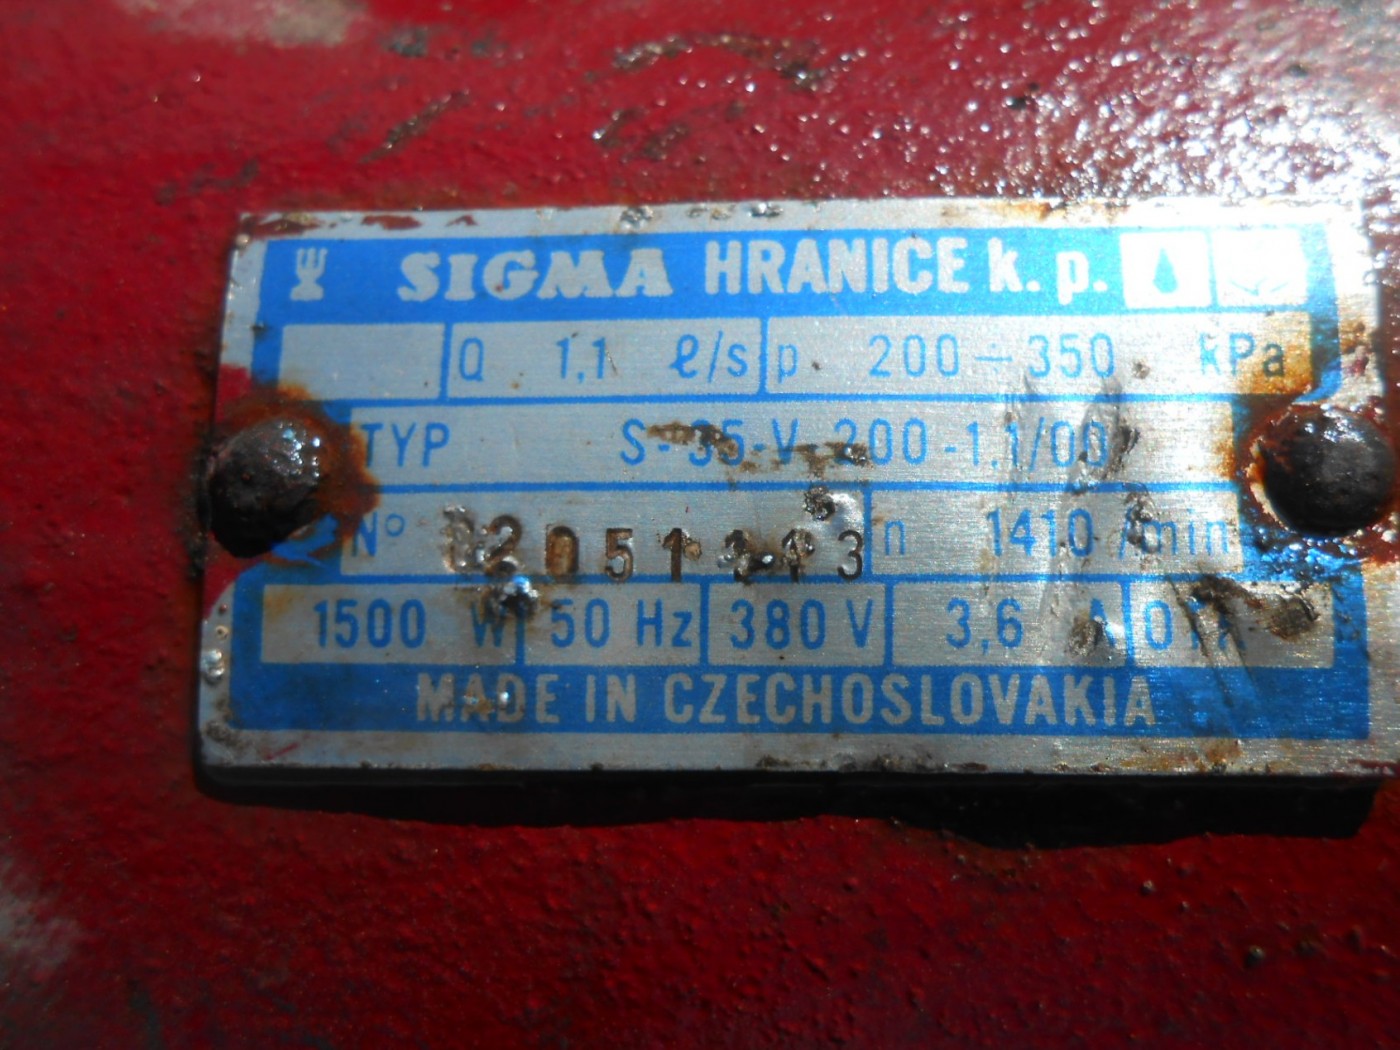 SIGMA HRANICE k. p.
Q 1,1 ℓ/s p 200 ÷ 350 kPa
TYP S-35-V-200-1,1/00
Nº n 1410 /min
1500 W 50 Hz 380 V 3,6 A
MADE IN CZECHOSLOVAKIA